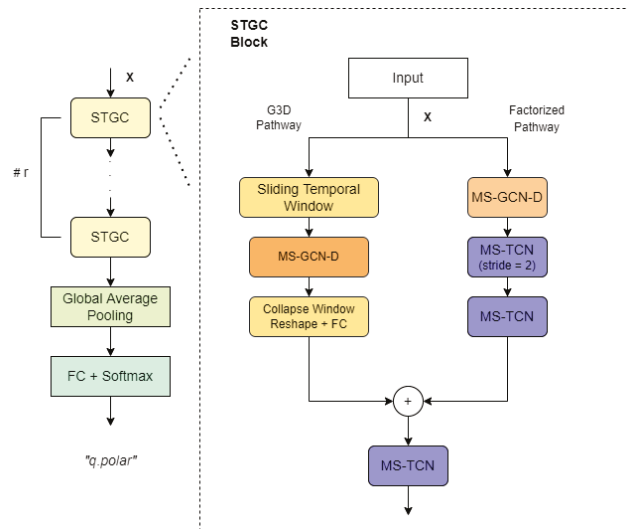 X
STGC
# r
STGC
Global Average
Pooling
FC + Softmax
"q.polar"
STGC
Block
Input
G3D
Pathway
X
Factorized
Pathway
Sliding Temporal
Window
MS-GCN-D
Collapse Window
Reshape + FC
MS-GCN-D
MS-TCN
(stride = 2)
MS-TCN
+
MS-TCN